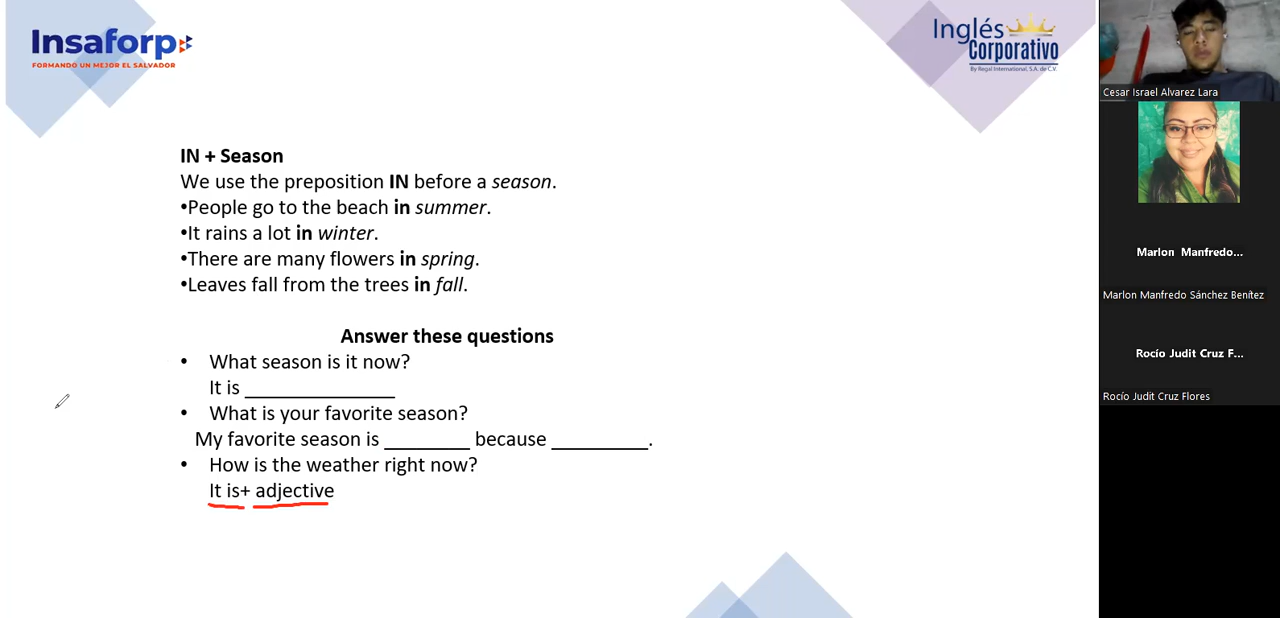 Insaforp
FORMANDO UN MEJOR EL SALVADOR
Inglés
Corporativo
By Regal International, S.A. de C.V.
IN + Season
We use the preposition IN before a season.
•People go to the beach in summer.
•It rains a lot in winter.
•There are many flowers in spring.
•Leaves fall from the trees in fall.
Answer these questions
• What season is it now?
It is ______________
• What is your favorite season?
My favorite season is ________ because _________.
• How is the weather right now?
It is+ adjective
Cesar Israel Alvarez Lara
Marlon Manfredo...
Marlon Manfredo Sánchez Benítez
Rocío Judit Cruz F...
Rocío Judit Cruz Flores